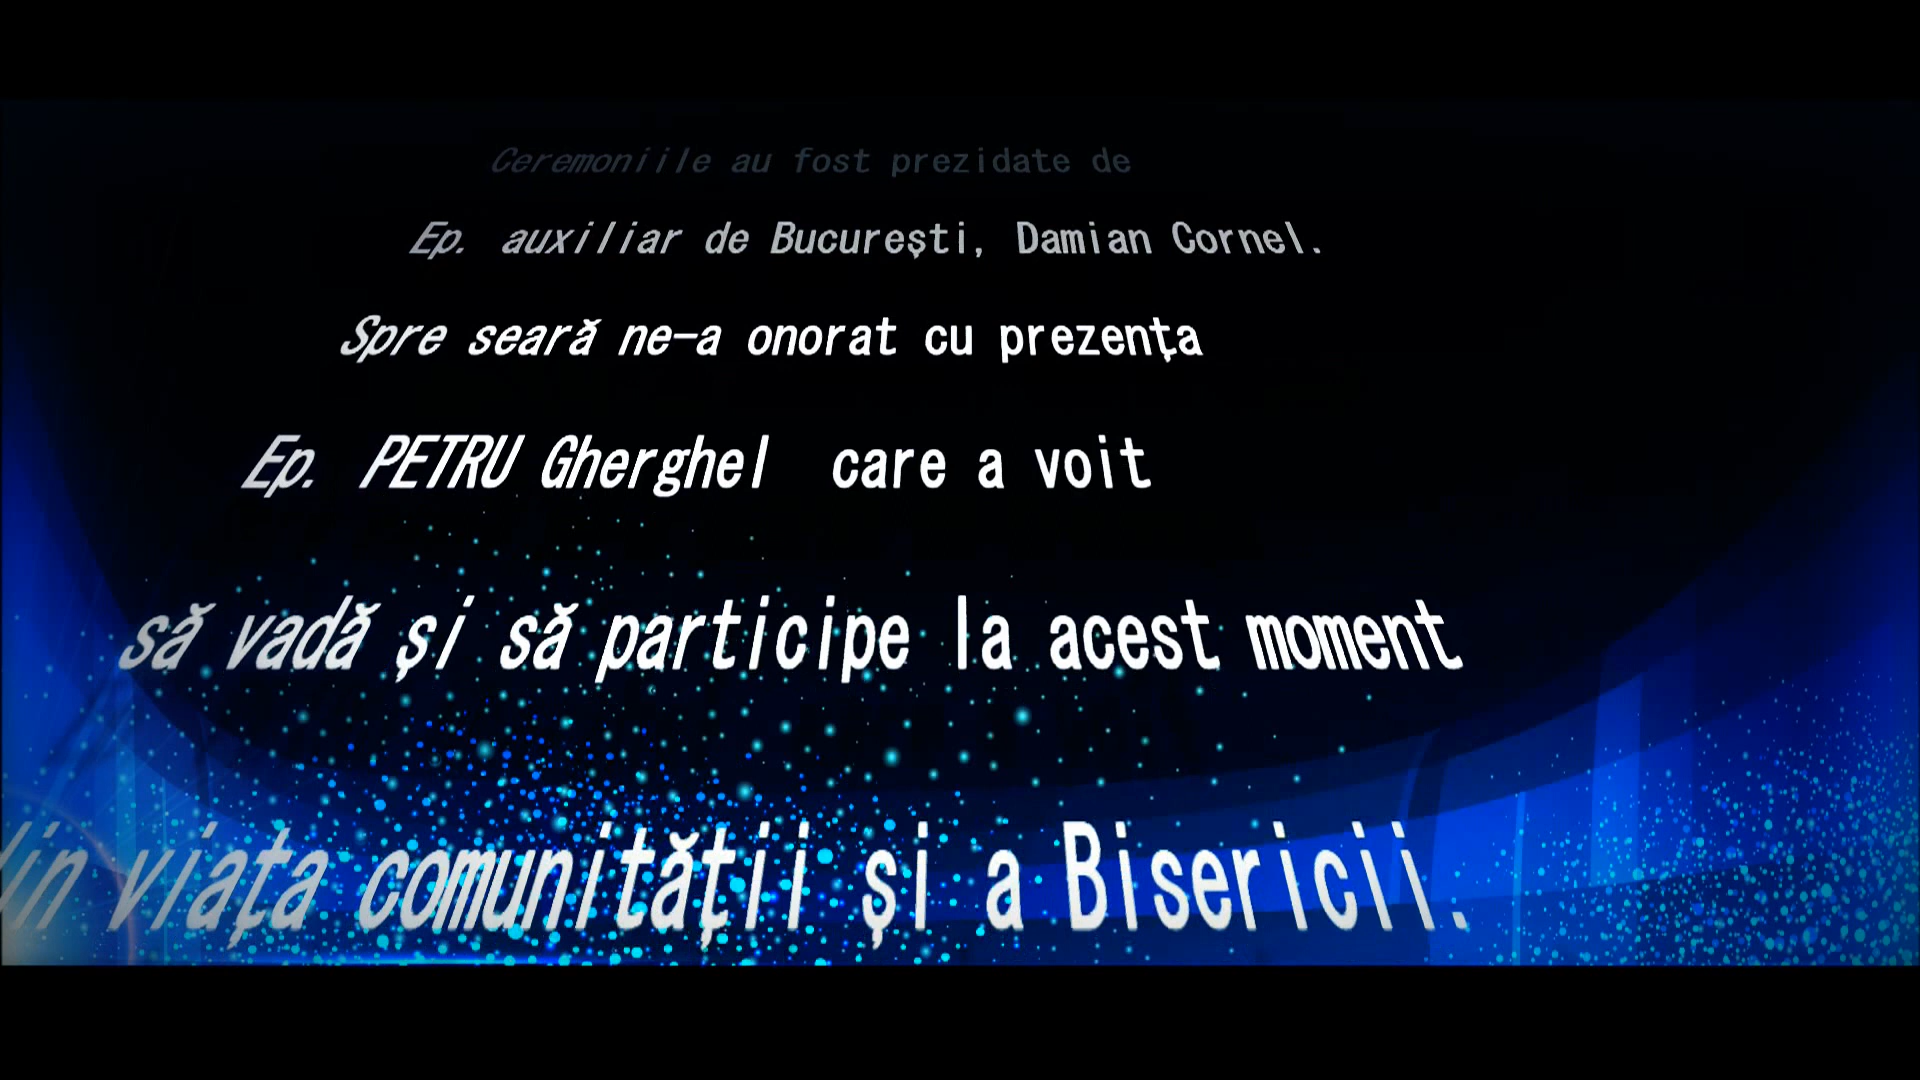 Ceremoniile au fost prezidate de
Ep. auxiliar de București, Damian Cornel.
Spre seară ne-a onorat cu prezența
Ep. PETRU Gherghel care a voit
să vadă și să participe la acest moment
din viața comunității și a Bisericii.